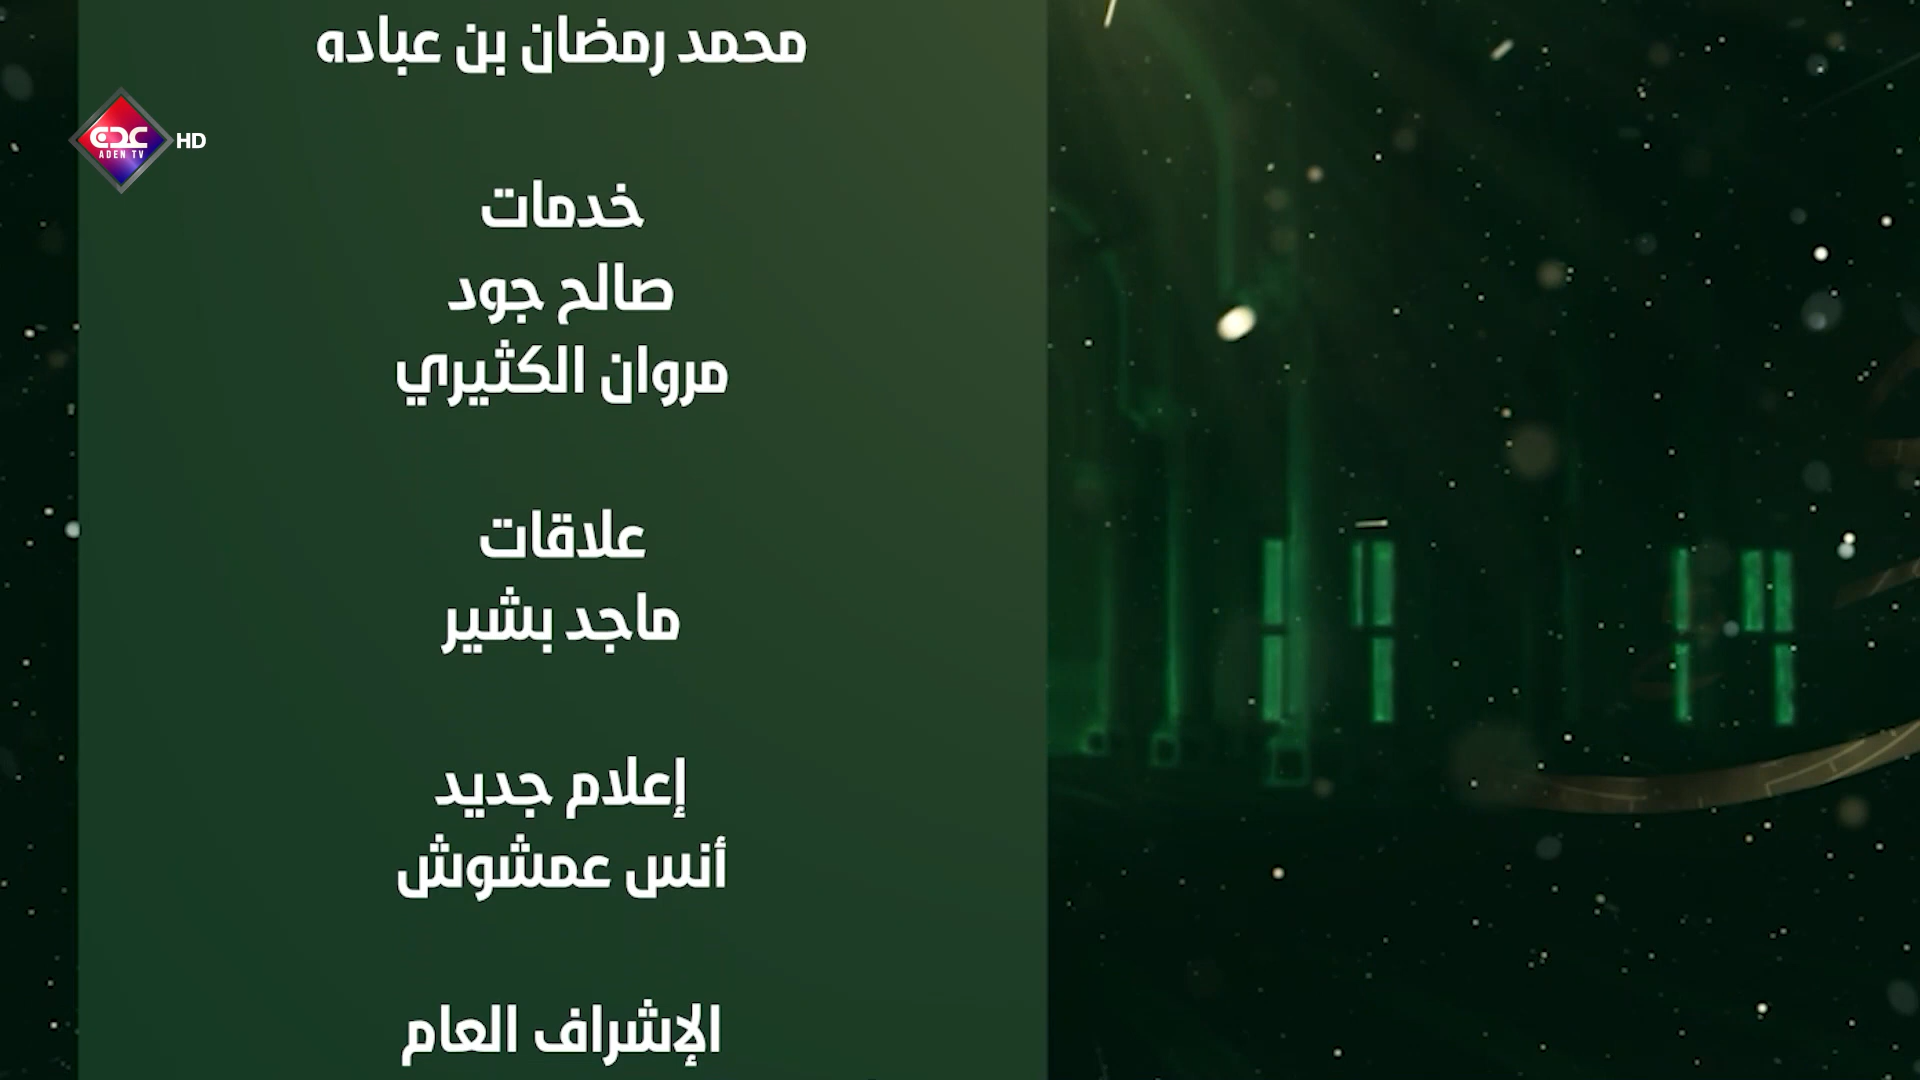 محمد رمضان بن عباده
ADEN TV
HD
خدمات
صالح جود
مروان الكثيري
علاقات
ماجد بشير
إعلام جديد
أنس عمشوش
الإشراف العام